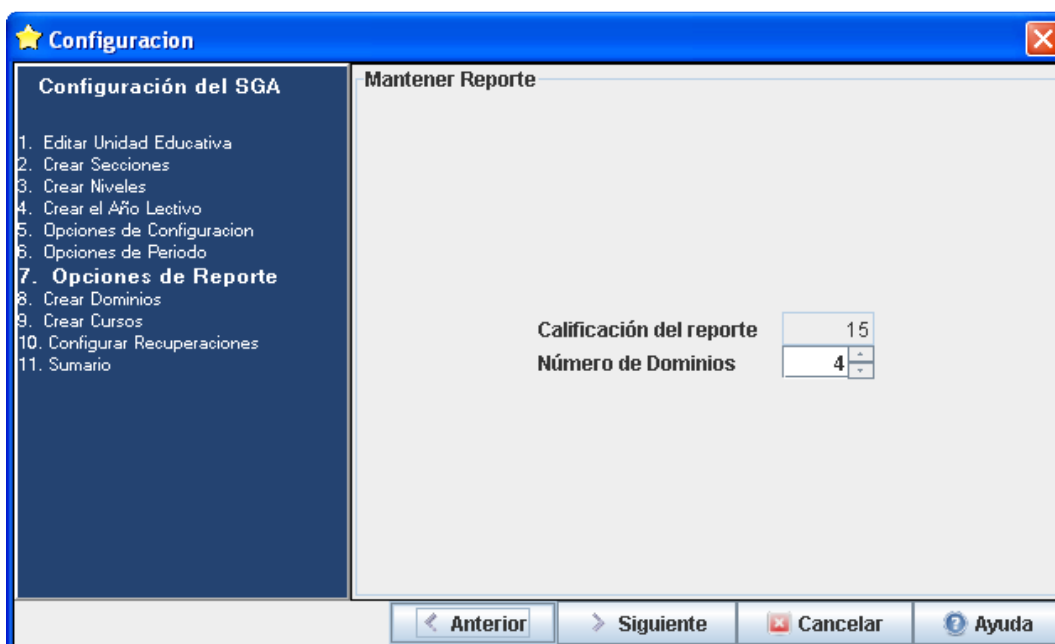 Configuracion
Configuración del SGA
1. Editar Unidad Educativa
2. Crear Secciones
3. Crear Niveles
4. Crear el Año Lectivo
5. Opciones de Configuracion
6. Opciones de Periodo
7. Opciones de Reporte
8. Crear Dominios
9. Crear Cursos
10. Configurar Recuperaciones
11. Sumario
Mantener Reporte
Calificación del reporte 15
Número de Dominios 4
Anterior Siguiente Cancelar Ayuda